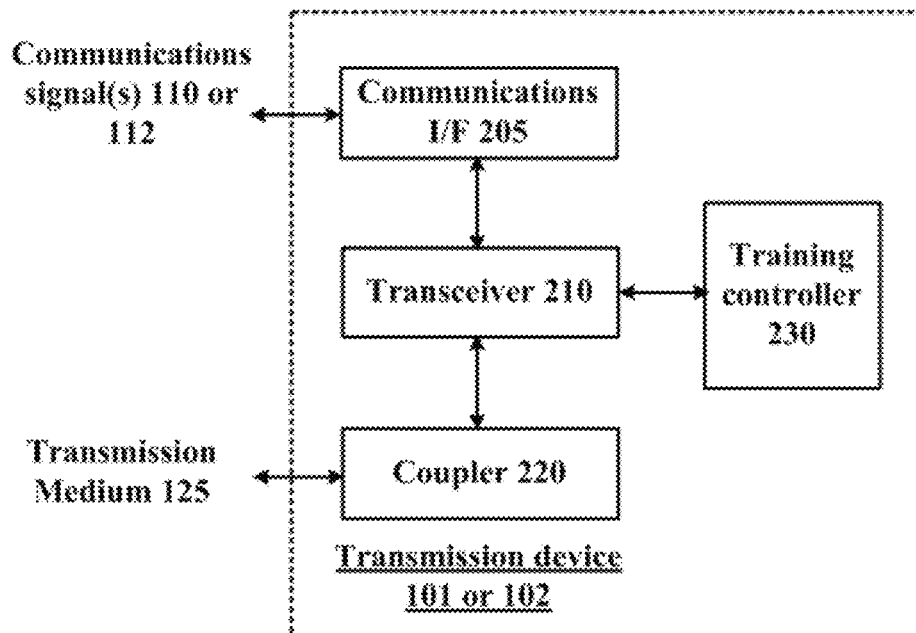 Communications
signal(s) 110 or
112
Communications
I/F 205
Transceiver 210
Training
controller
230
Transmission
Medium 125
Coupler 220
Transmission device
101 or 102